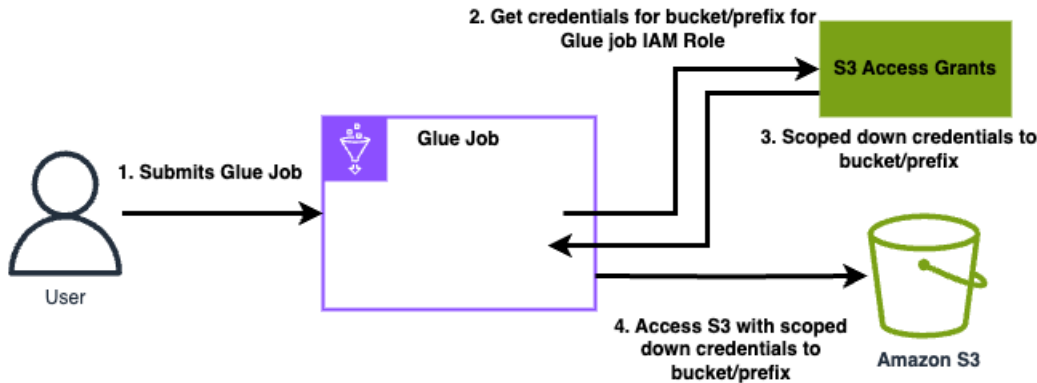 2. Get credentials for bucket/prefix for
Glue job IAM Role
S3 Access Grants
Glue Job
3. Scoped down credentials to
bucket/prefix
1. Submits Glue Job
User
4. Access S3 with scoped
down credentials to
bucket/prefix
Amazon S3